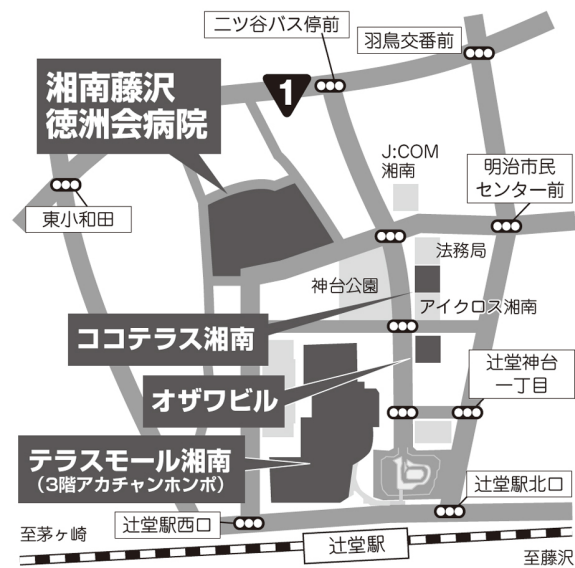 二ツ谷バス停前
羽鳥交番前
1
湘南藤沢
徳洲会病院
J:COM
湘南
明治市民
センター前
東小和田
法務局
神台公園
アイクロス湘南
ココテラス湘南
辻堂神台
一丁目
オザワビル
テラスモール湘南
(3階アカチャンホンポ)
辻堂駅北口
辻堂駅西口
至茅ヶ崎
辻堂駅
至藤沢